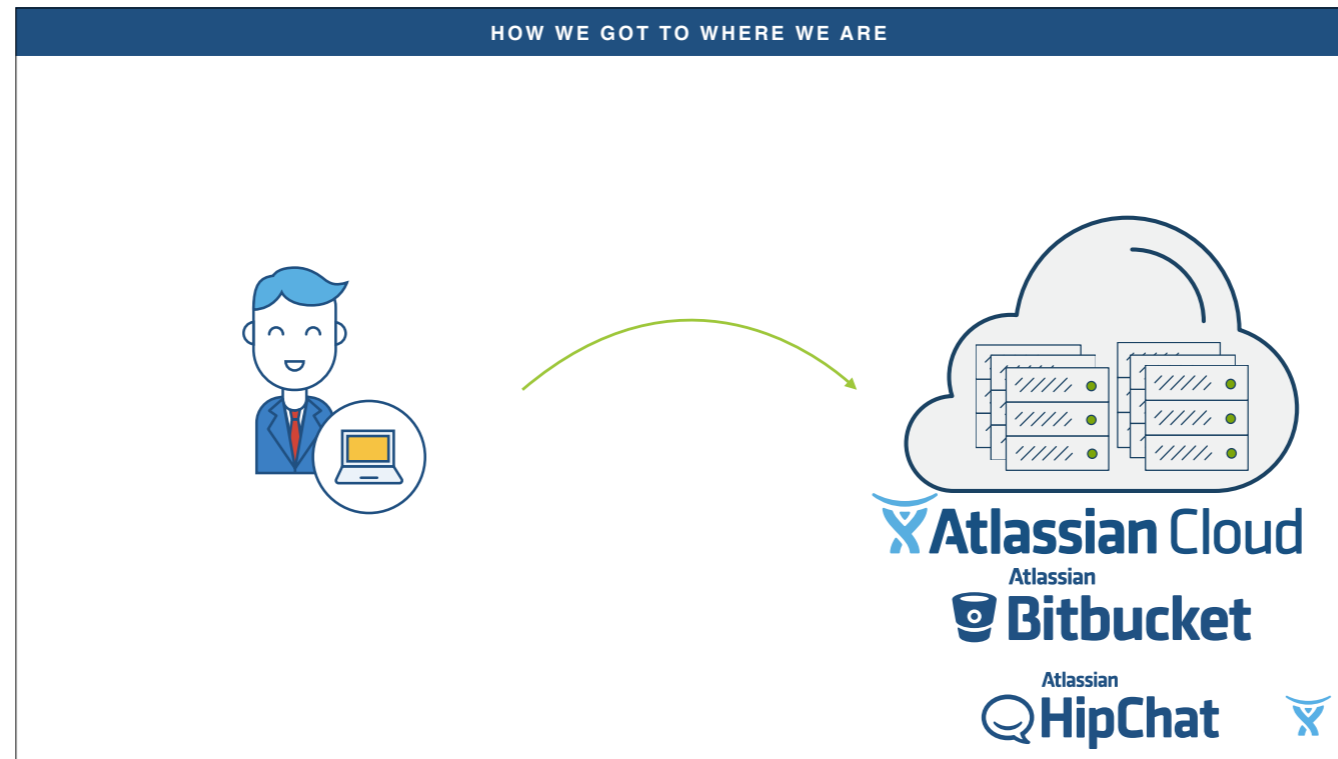 HOW WE GOT TO WHERE WE ARE
Atlassian Cloud
Atlassian
Bitbucket
Atlassian
HipChat